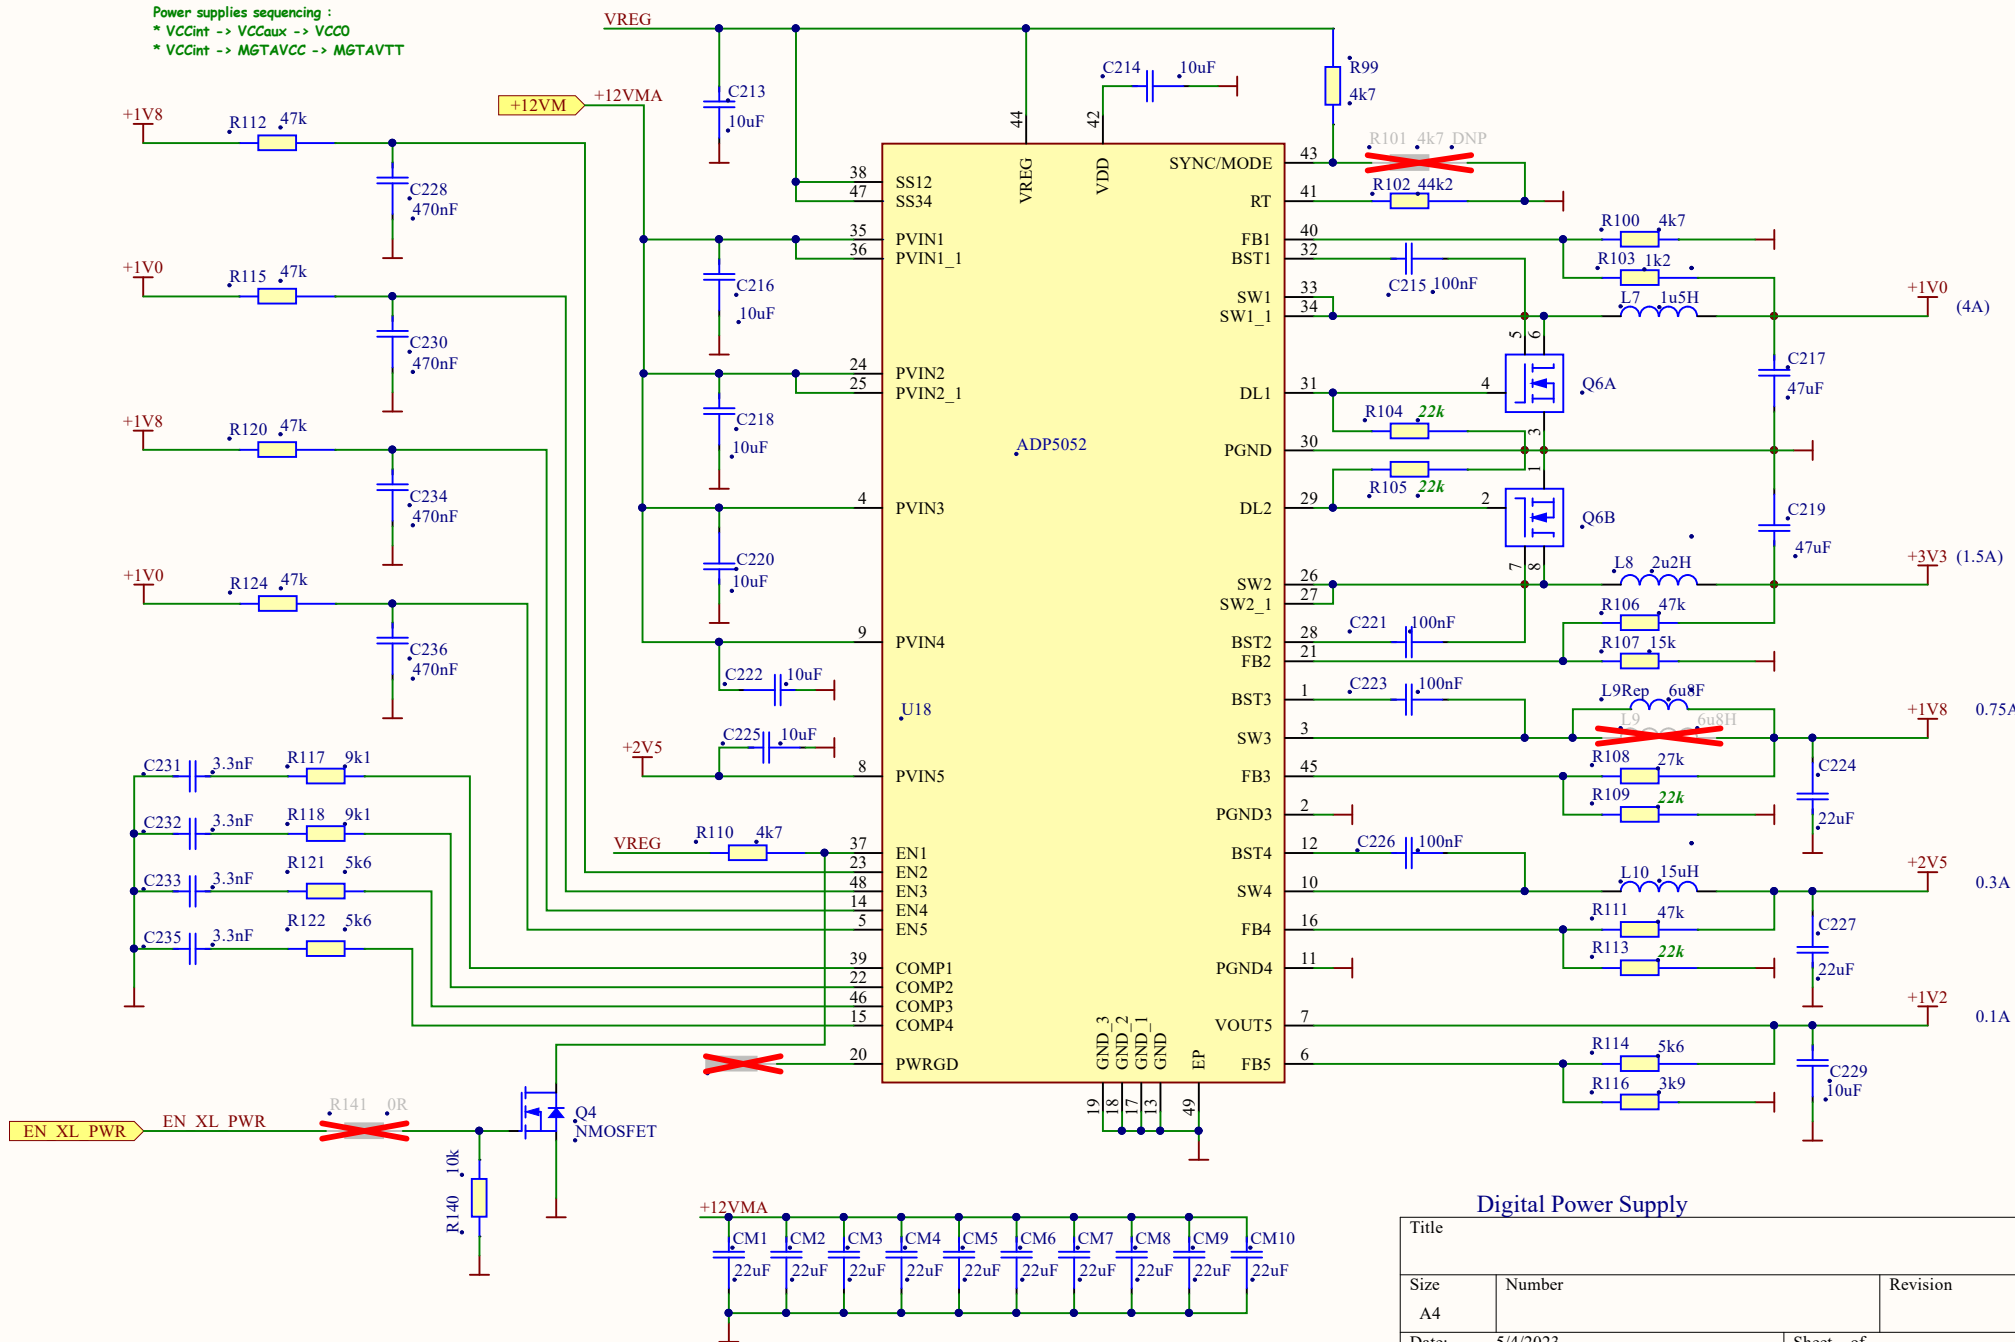 Power supplies sequencing :
* VCCint -> VCCaux -> VCCO
* VCCint -> MGTAVCC -> MGTAVTT
VREG
+12VM
+12VMA
C213
10uF
C214
10uF
R99
4k7
R101 4k7 DNP
R102 44k2
+1V8
R112
47k
C228
470nF
+1V0
R115
47k
C230
470nF
+1V8
R120
47k
C234
470nF
+1V0
R124
47k
C236
470nF
C216
10uF
C218
10uF
C220
10uF
C222
10uF
+2V5
C225
10uF
C231
3.3nF
R117
9k1
C232
3.3nF
R118
9k1
C233
3.3nF
R121
5k6
C235
3.3nF
R122
5k6
VREG
R110
4k7
44
VREG
42
VDD
38
SS12
47
SS34
35
PVIN1
36
PVIN1_1
24
PVIN2
25
PVIN2_1
4
PVIN3
9
PVIN4
8
PVIN5
37
EN1
23
EN2
48
EN3
14
EN4
5
EN5
39
COMP1
22
COMP2
46
COMP3
15
COMP4
20
PWRGD
ADP5052
U18
SYNC/MODE
43
RT
41
FB1
40
BST1
32
SW1
33
SW1_1
34
DL1
31
PGND
30
DL2
29
SW2
26
SW2_1
27
BST2
28
FB2
21
BST3
1
SW3
3
FB3
45
PGND3
2
BST4
12
SW4
10
FB4
16
PGND4
11
VOUT5
7
FB5
6
GND_3
19
GND_2
18
GND_1
17
GND
13
EP
49
R100
4k7
R103
1k2
C215
100nF
L7
1u5H
+1V0
(4A)
5
6
4
Q6A
3
R104
22k
C217
47uF
R105
22k
1
2
Q6B
7
8
C219
47uF
L8
2u2H
+3V3
(1.5A)
R106
47k
R107
15k
C221
100nF
C223
100nF
L9Rep
6u8F
L9
6u8H
+1V8
0.75A
R108
27k
R109
22k
C224
22uF
C226
100nF
L10
15uH
+2V5
0.3A
R111
47k
R113
22k
C227
22uF
+1V2
0.1A
R114
5k6
R116
3k9
C229
10uF
EN_XL_PWR
EN_XL_PWR
R141
0R
Q4
NMOSFET
R140
10k
+12VMA
CM1
22uF
CM2
22uF
CM3
22uF
CM4
22uF
CM5
22uF
CM6
22uF
CM7
22uF
CM8
22uF
CM9
22uF
CM10
22uF
Digital Power Supply
Title
Size
A4
Number
Revision
Date:
5/4/2023
Sheet of